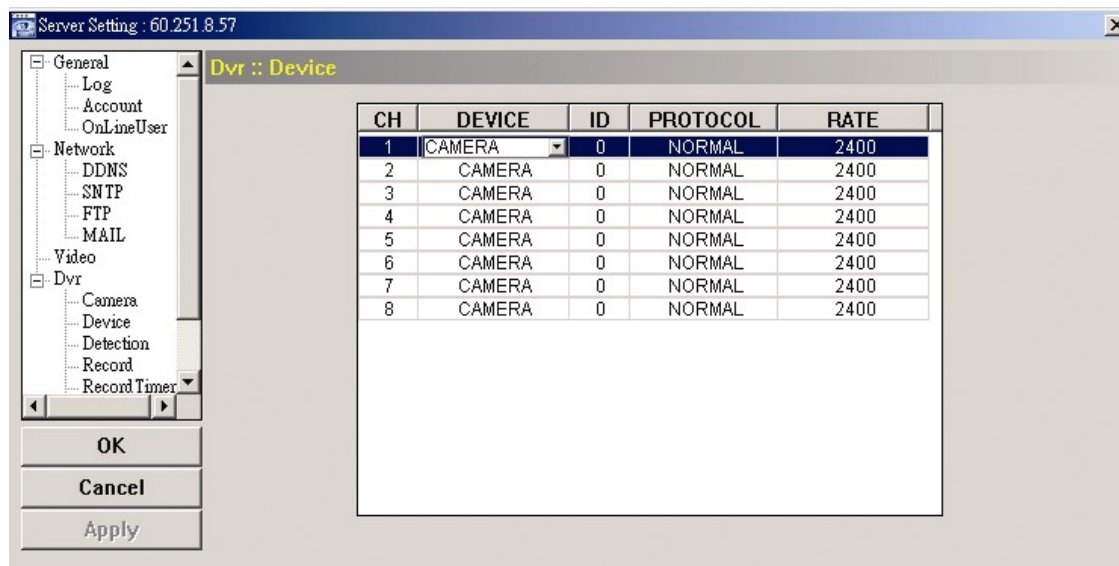 Server Setting : 60.251.8.57
General
Log
Account
OnLineUser
Network
DDNS
SNTP
FTP
MAIL
Video
Dvr
Camera
Device
Detection
Record
Record Timer
OK
Cancel
Apply
Dvr :: Device
CH DEVICE ID PROTOCOL RATE
1 CAMERA 0 NORMAL 2400
2 CAMERA 0 NORMAL 2400
3 CAMERA 0 NORMAL 2400
4 CAMERA 0 NORMAL 2400
5 CAMERA 0 NORMAL 2400
6 CAMERA 0 NORMAL 2400
7 CAMERA 0 NORMAL 2400
8 CAMERA 0 NORMAL 2400